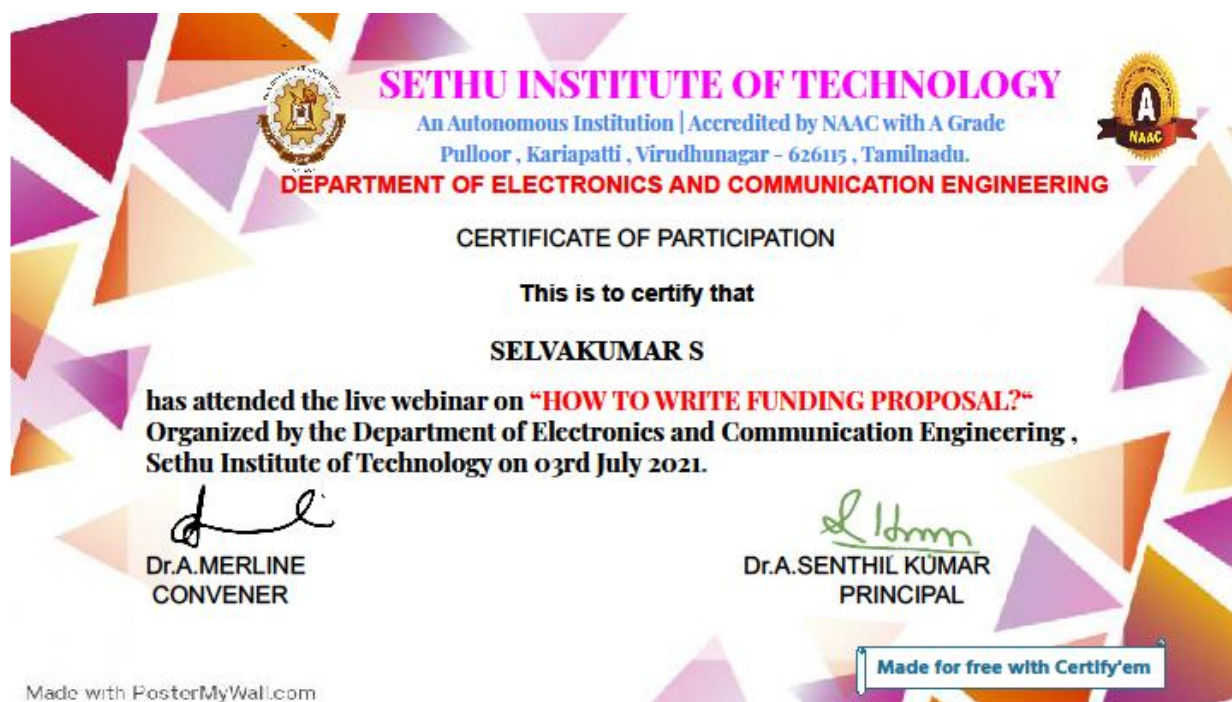 SETHU INSTITUTE OF TECHNOLOGY
An Autonomous Institution | Accredited by NAAC with A Grade
Pulloor , Kariapatti , Virudhunagar - 626115 , Tamilnadu.
DEPARTMENT OF ELECTRONICS AND COMMUNICATION ENGINEERING
A
NAAC
CERTIFICATE OF PARTICIPATION
This is to certify that
SELVAKUMAR S
has attended the live webinar on “HOW TO WRITE FUNDING PROPOSAL?“
Organized by the Department of Electronics and Communication Engineering ,
Sethu Institute of Technology on 03rd July 2021.
Dr.A.MERLINE
CONVENER
Dr.A.SENTHIL KUMAR
PRINCIPAL
Made for free with Certify'em
Made with PosterMyWall.com